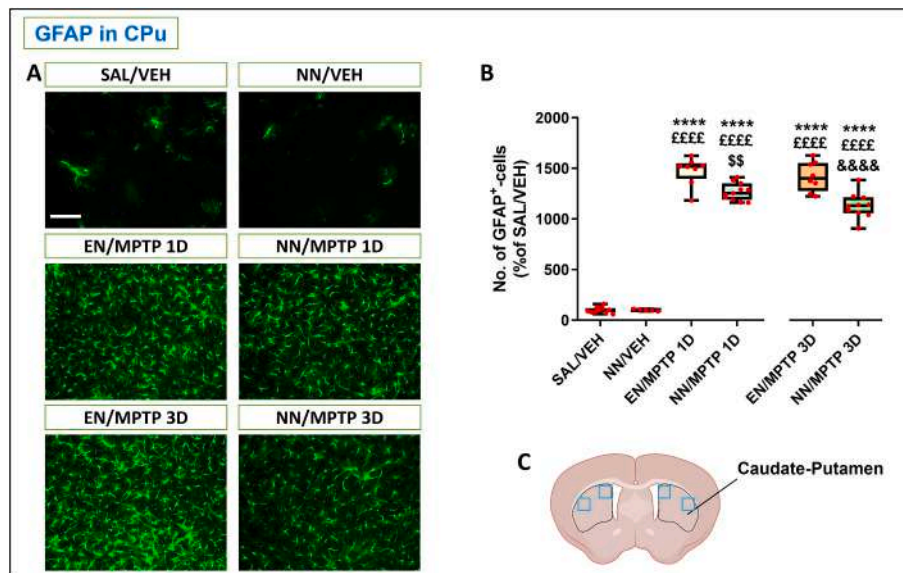 GFAP in CPu
A
SAL/VEH
NN/VEH
EN/MPTP 1D
NN/MPTP 1D
EN/MPTP 3D
NN/MPTP 3D
B
No. of GFAP+-cells
(%of SAL/VEH)
2000
1500
1000
500
0
****
££££
****
££££
$$
****
££££
****
££££
&&&&
SAL/VEH
NN/VEH
EN/MPTP 1D
NN/MPTP 1D
EN/MPTP 3D
NN/MPTP 3D
C
Caudate-Putamen